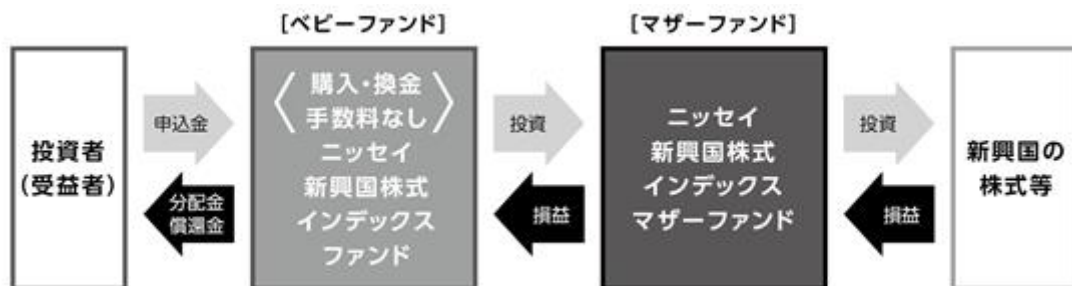 [ベビーファンド]
[マザーファンド]
投資者
(受益者)
申込金
分配金
償還金
〈購入・換金
手数料なし〉
ニッセイ
新興国株式
インデックス
ファンド
投資
損益
ニッセイ
新興国株式
インデックス
マザーファンド
投資
損益
新興国の
株式等